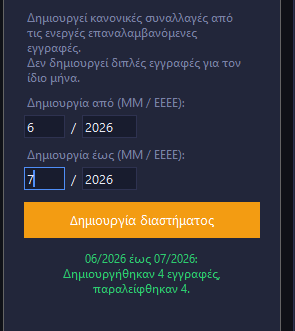 Δημιουργεί κανονικές συναλλαγές από
τις ενεργές επαναλαμβανόμενες
εγγραφές.
Δεν δημιουργεί διπλές εγγραφές για τον
ίδιο μήνα.
Δημιουργία από (MM / ΕΕΕΕ):
6 / 2026
Δημιουργία έως (MM / ΕΕΕΕ):
7 / 2026
Δημιουργία διαστήματος
06/2026 έως 07/2026:
Δημιουργήθηκαν 4 εγγραφές,
παραλείφθηκαν 4.